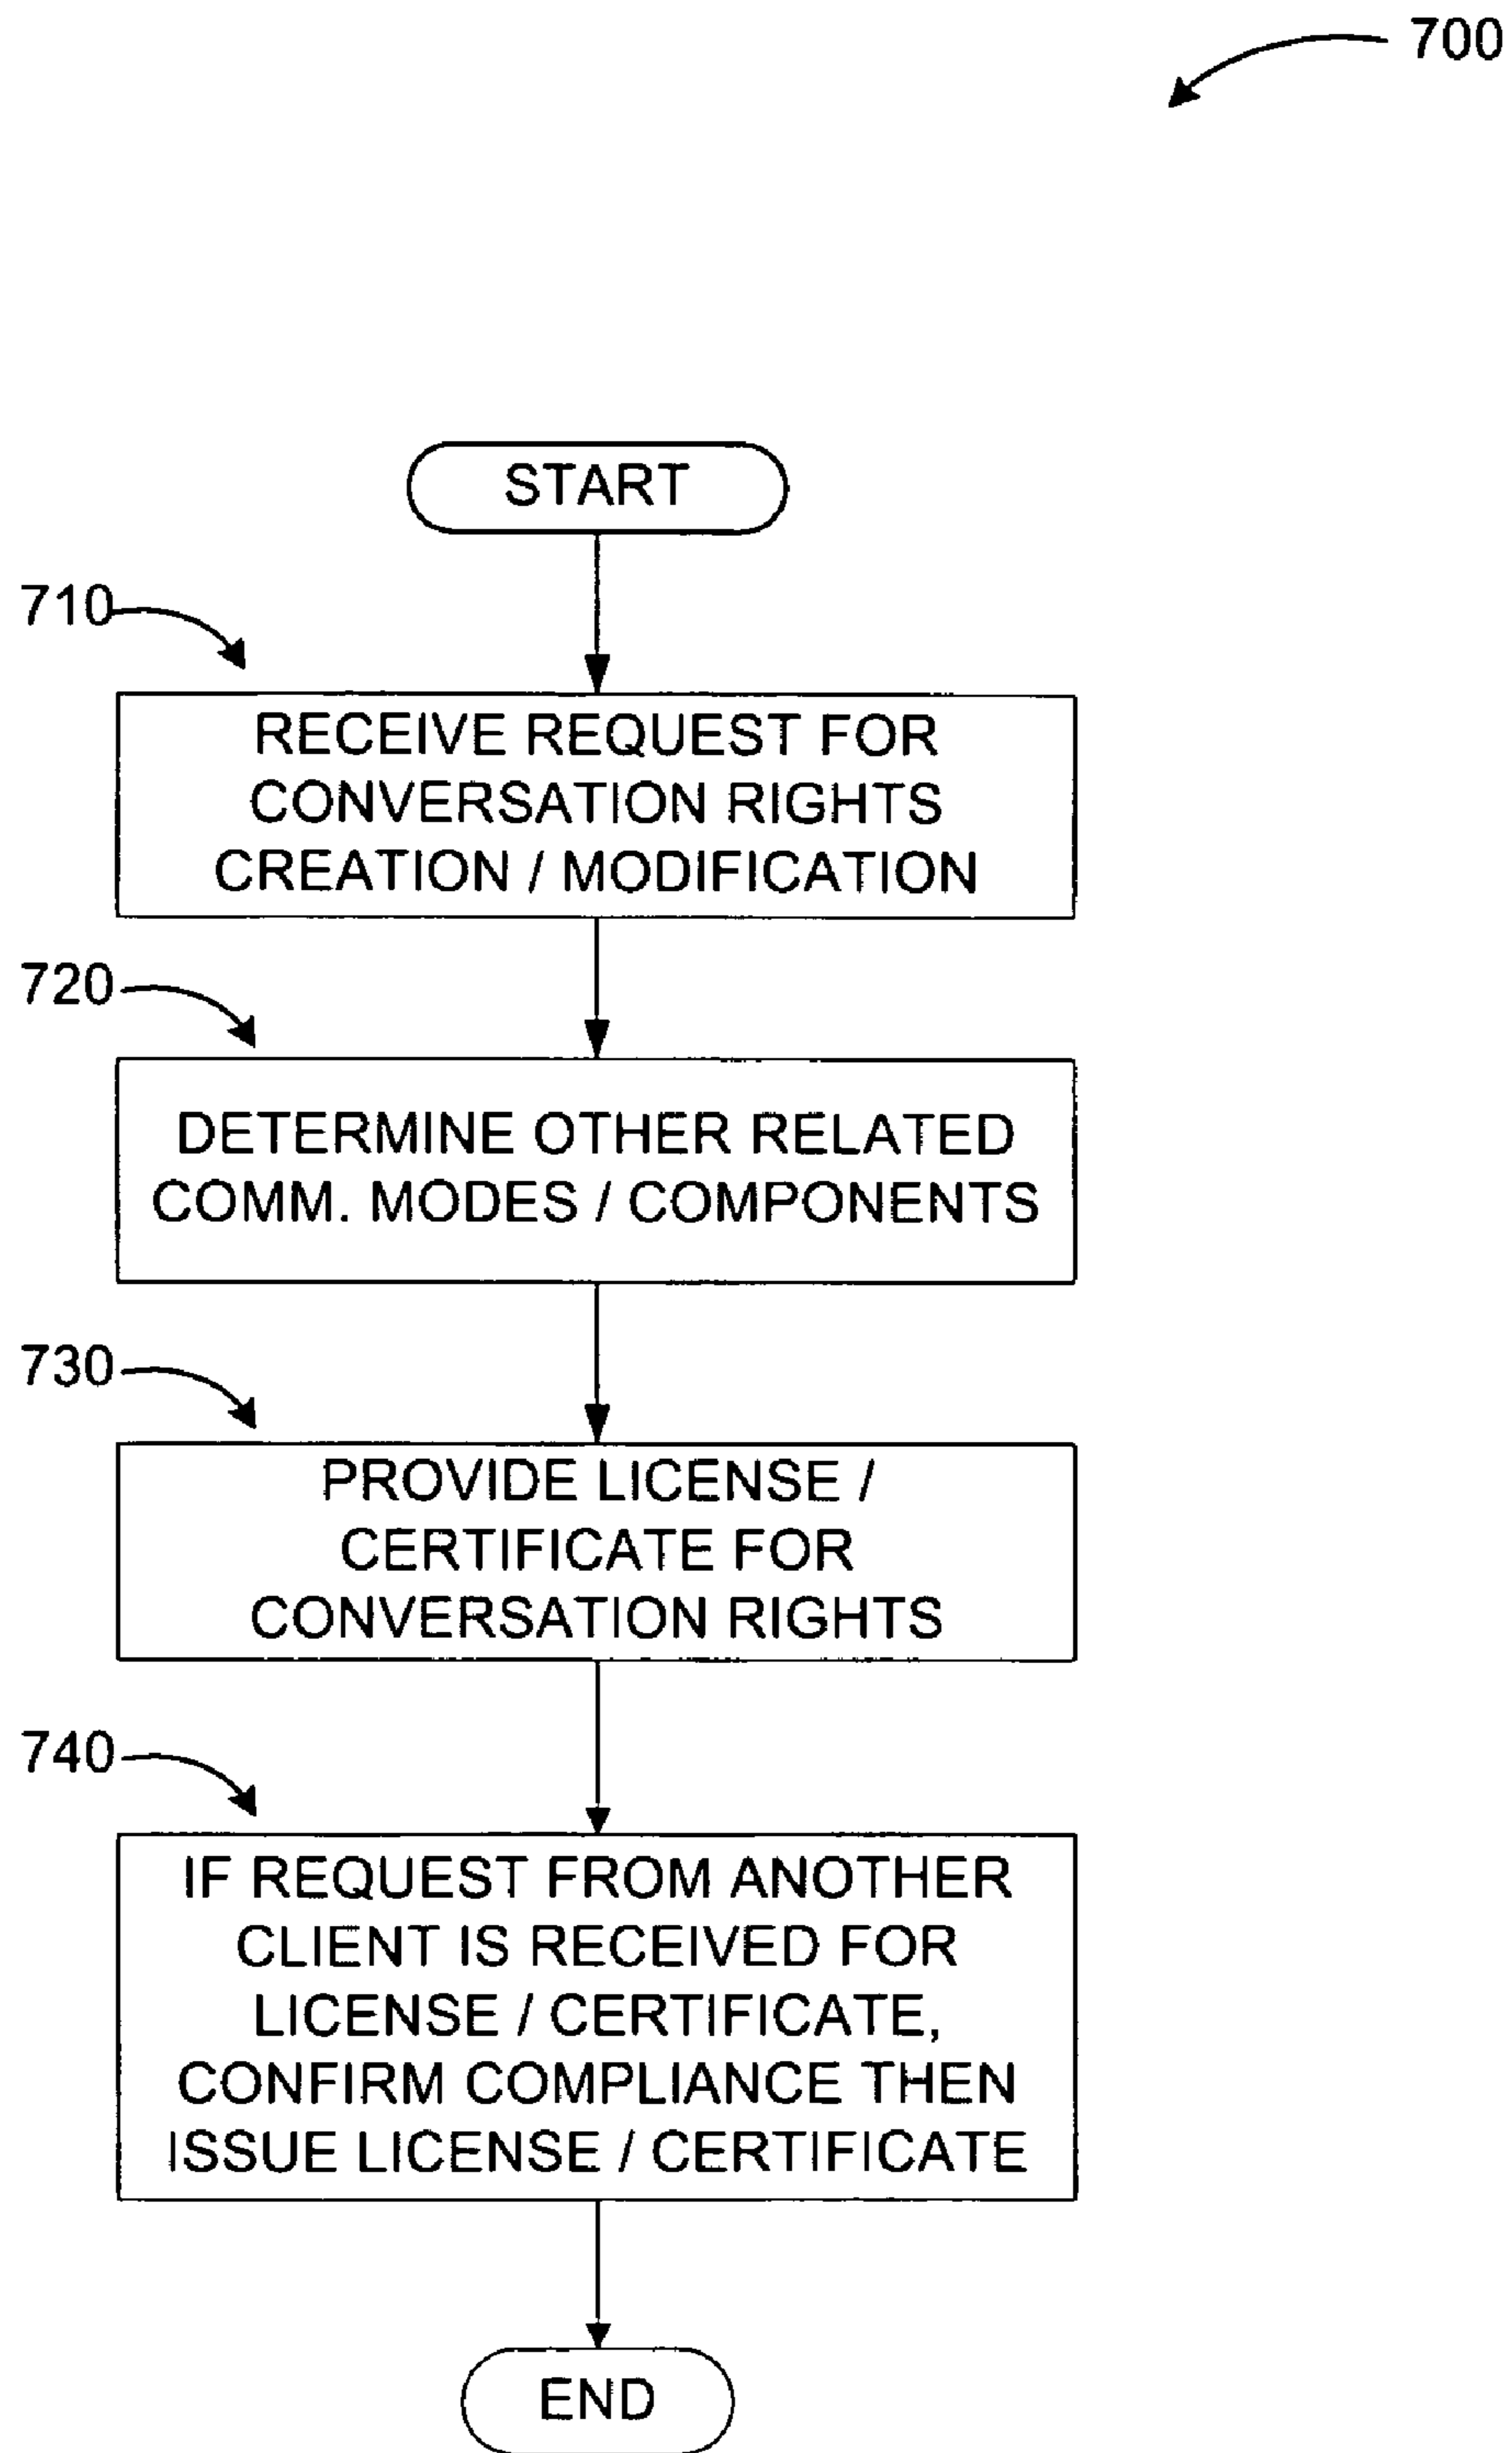 700
START
710
RECEIVE REQUEST FOR
CONVERSATION RIGHTS
CREATION / MODIFICATION
720
DETERMINE OTHER RELATED
COMM. MODES / COMPONENTS
730
PROVIDE LICENSE /
CERTIFICATE FOR
CONVERSATION RIGHTS
740
IF REQUEST FROM ANOTHER
CLIENT IS RECEIVED FOR
LICENSE / CERTIFICATE,
CONFIRM COMPLIANCE THEN
ISSUE LICENSE / CERTIFICATE
END